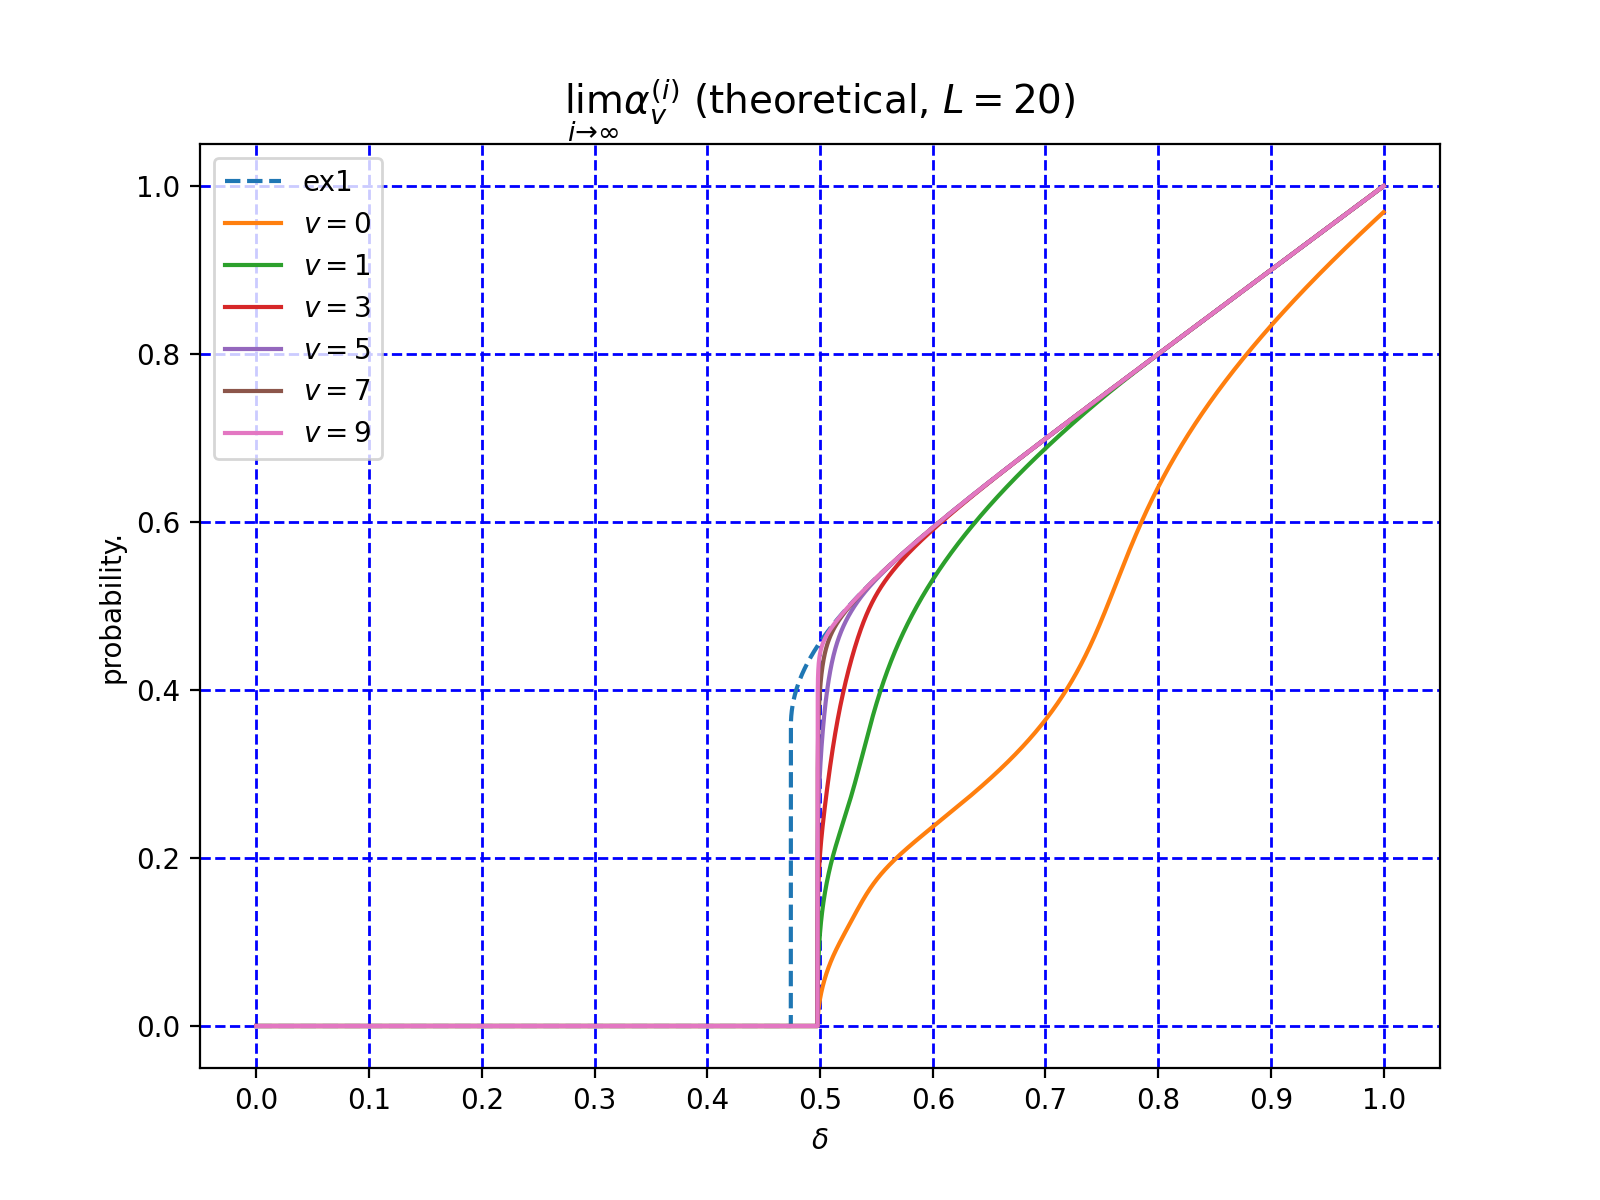 lim α_v^(i) (theoretical, L = 20)
i→∞
ex1
v = 0
v = 1
v = 3
v = 5
v = 7
v = 9
probability.
1.0
0.8
0.6
0.4
0.2
0.0
0.0 0.1 0.2 0.3 0.4 0.5 0.6 0.7 0.8 0.9 1.0
δ